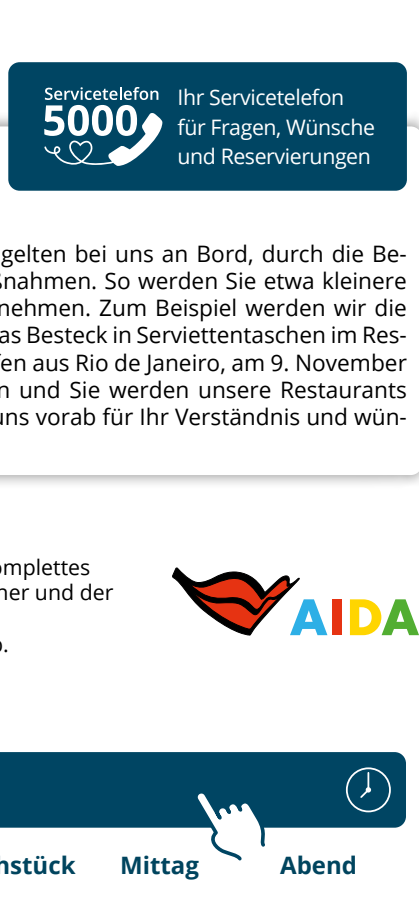 Servicetelefon
5000
Ihr Servicetelefon
für Fragen, Wünsche
und Reservierungen
gelten bei uns an Bord, durch die Be-
ßnahmen. So werden Sie etwa kleinere
nehmen. Zum Beispiel werden wir die
as Besteck in Serviettentaschen im Res-
fen aus Rio de Janeiro, am 9. November
n und Sie werden unsere Restaurants
uns vorab für Ihr Verständnis und wün-
omplettes
ner und der
o.
AIDA
hstück Mittag Abend